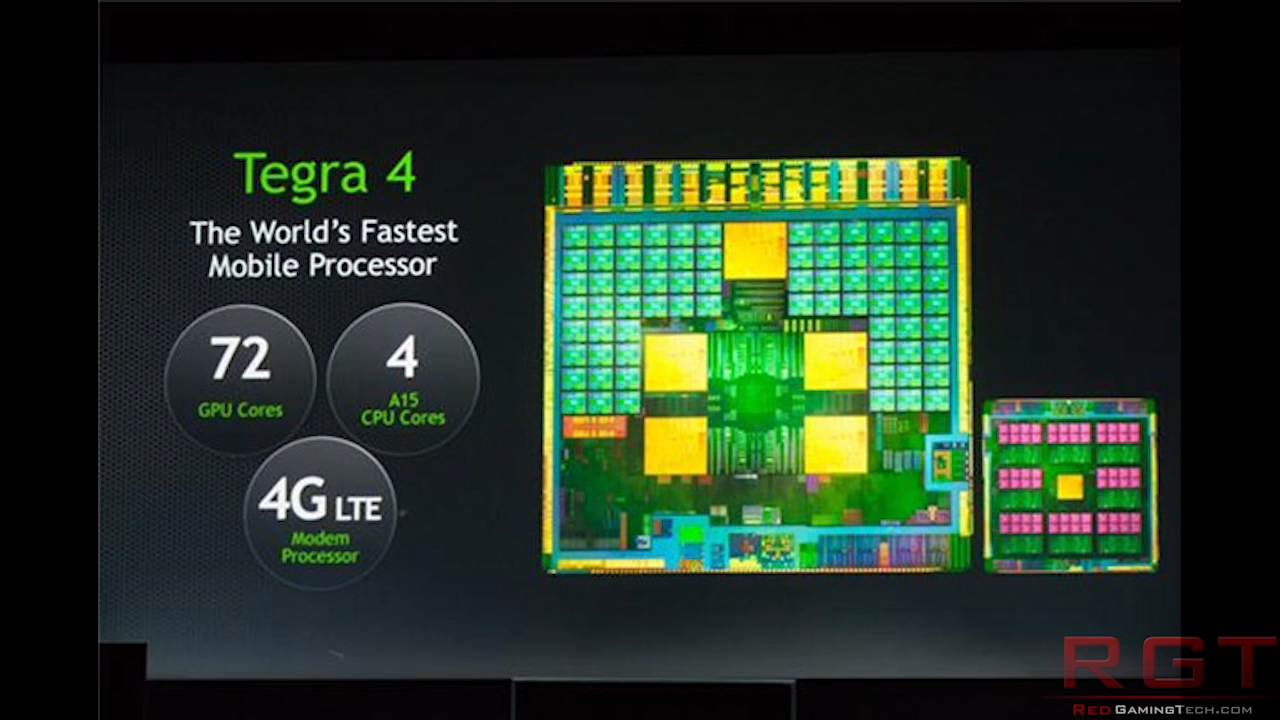 Tegra 4
The World's Fastest
Mobile Processor
72
GPU Cores
4
A15
CPU Cores
4G LTE
Modem
Processor
RGT
REDGAMINGTECH.COM